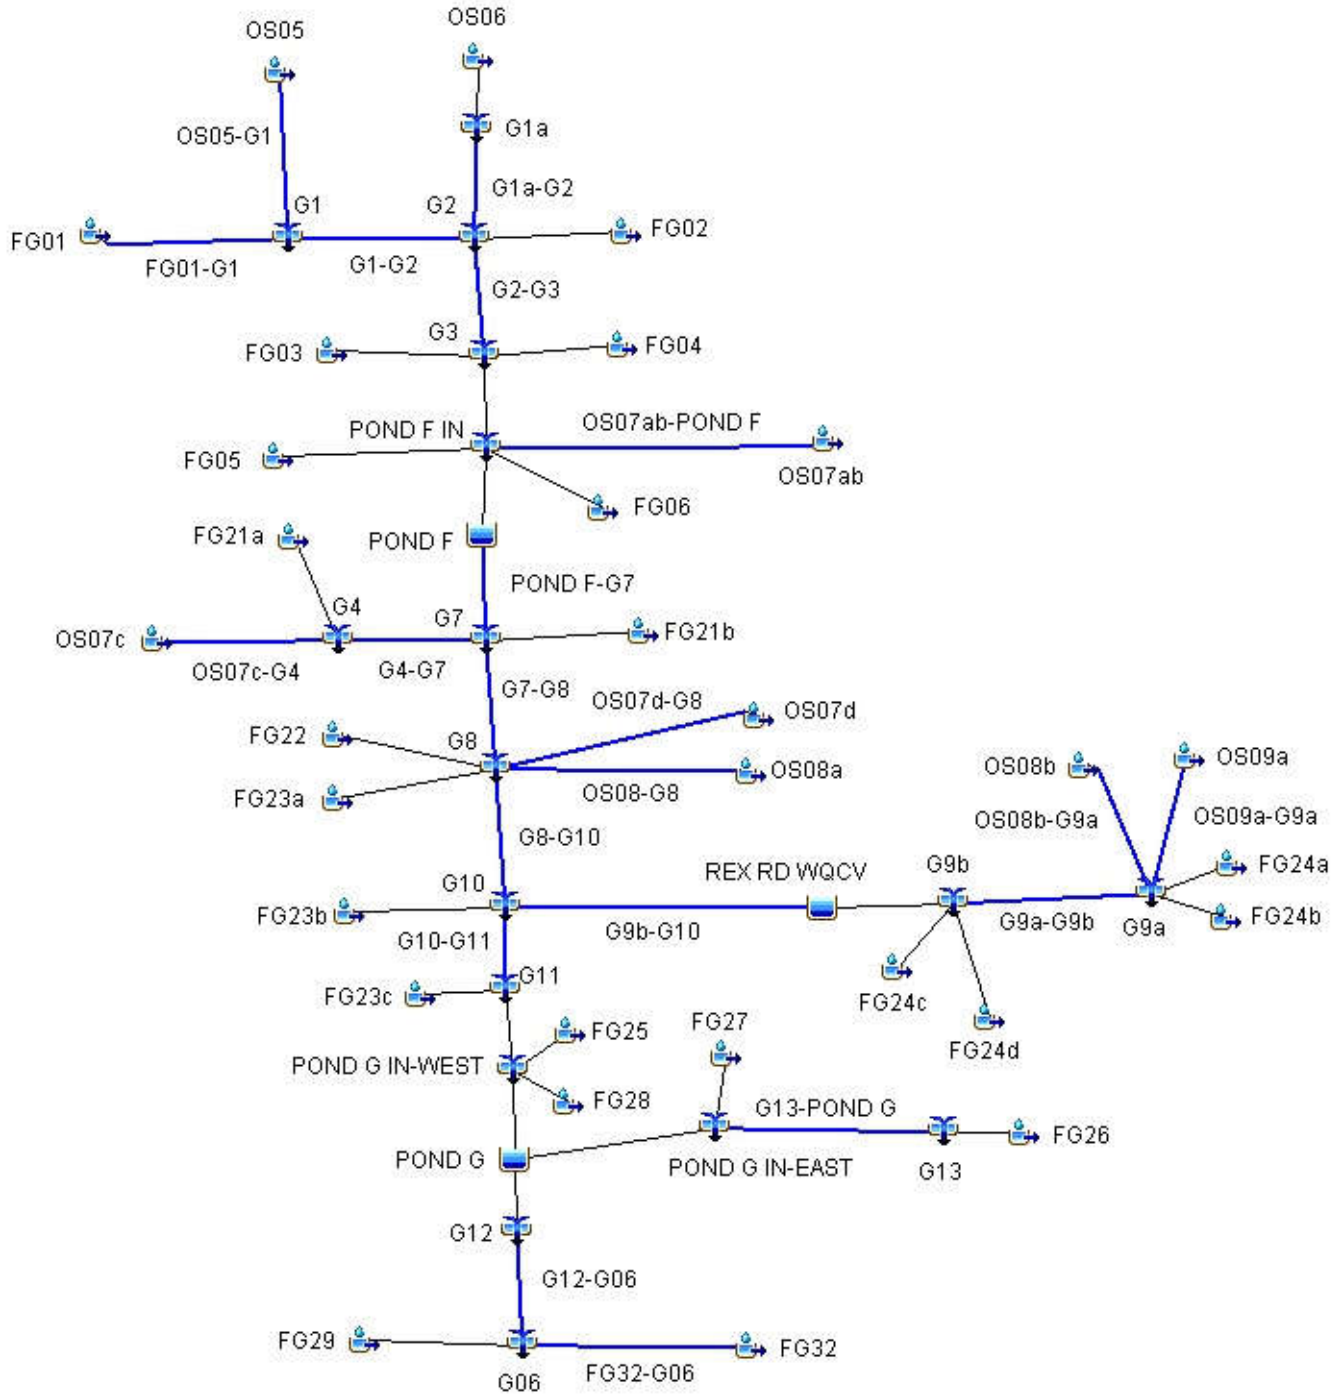 OS06
OS05
G1a
OS05-G1
G1a-G2
G1
G2
FG02
FG01
FG01-G1
G1-G2
G2-G3
G3
FG03
FG04
OS07ab-POND F
POND F IN
FG05
OS07ab
FG06
FG21a
POND F
POND F-G7
G4
G7
FG21b
OS07c
OS07c-G4
G4-G7
G7-G8
OS07d-G8
OS07d
FG22
G8
OS08b
OS09a
OS08a
FG23a
OS08-G8
OS08b-G9a
OS09a-G9a
G8-G10
REX RD WQCV
G9b
FG24a
G10
FG23b
G9b-G10
G9a-G9b
G9a
FG24b
G10-G11
G11
FG24c
FG23c
FG25
FG27
FG24d
POND G IN-WEST
FG28
G13-POND G
FG26
POND G
POND G IN-EAST
G13
G12
G12-G06
FG29
FG32
FG32-G06
G06